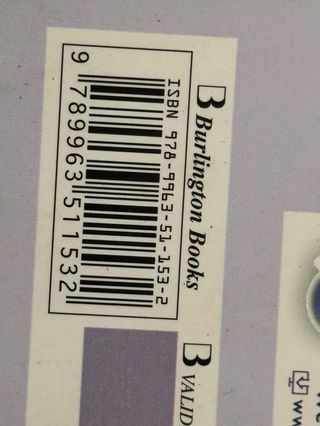 B Burlington Books
ISBN 978-9963-51-153-2
9 789963 511532
B VALID